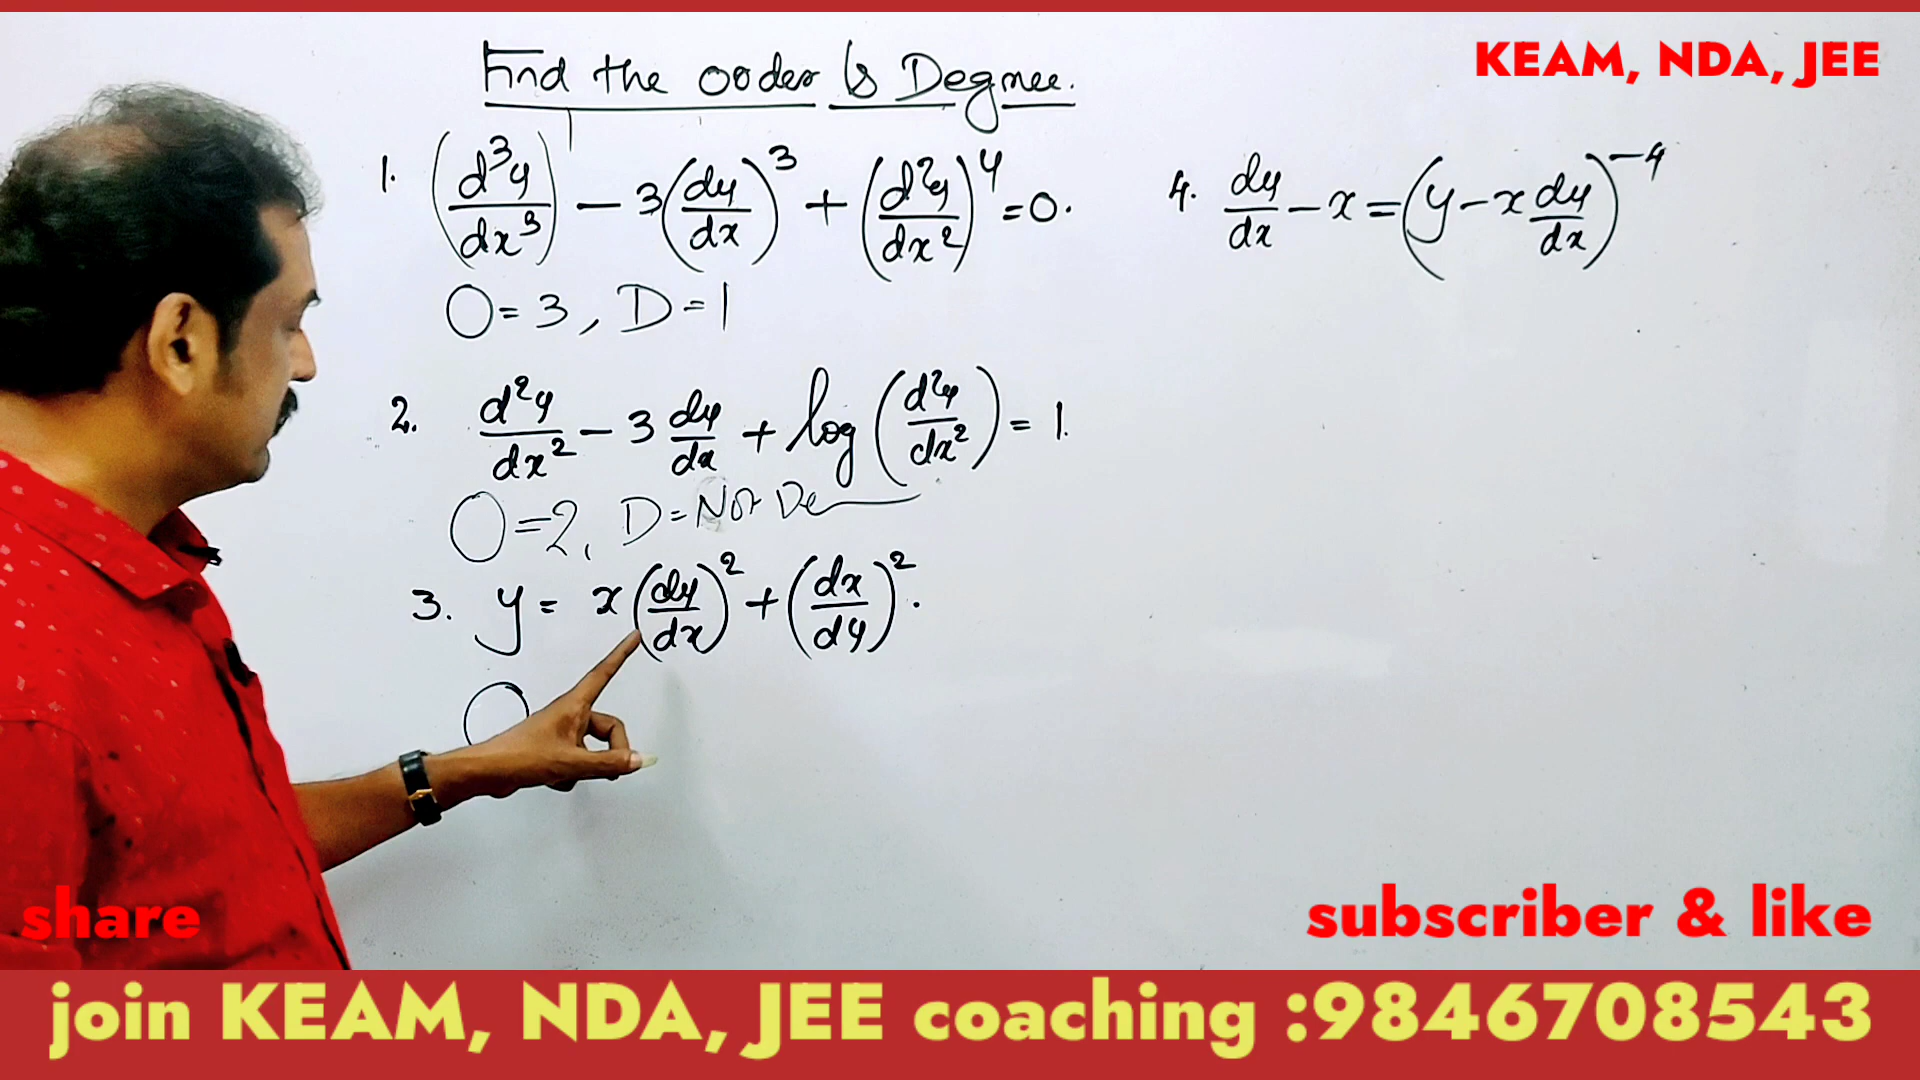 KEAM, NDA, JEE
Find the order & Degree.
1. (d³y/dx³)¹ − 3(dy/dx)³ + (d²y/dx²)⁴ = 0.
O = 3, D = 1
2. d²y/dx² − 3 dy/dx + log(d²y/dx²) = 1.
O = 2, D = Not De
3. y = x(dy/dx)² + (dx/dy)².
O
4. dy/dx − x = (y − x dy/dx)⁻⁴
share
subscriber & like
join KEAM, NDA, JEE coaching :9846708543